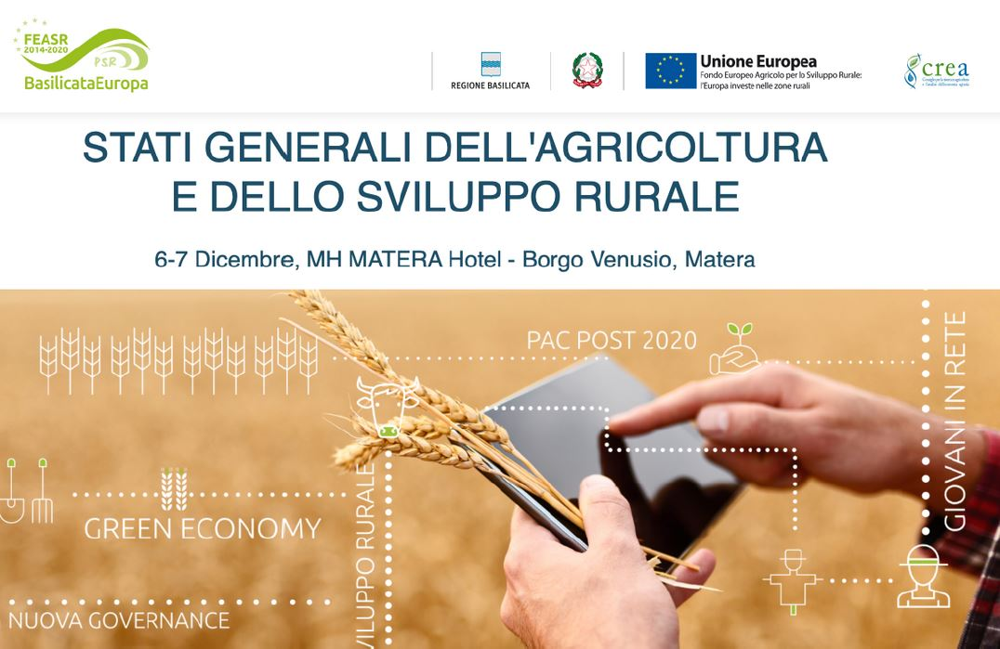 FEASR
2014-2020
PSR
BasilicataEuropa
REGIONE BASILICATA
Unione Europea
Fondo Europeo Agricolo per lo Sviluppo Rurale:
l'Europa investe nelle zone rurali
crea
STATI GENERALI DELL'AGRICOLTURA
E DELLO SVILUPPO RURALE
6-7 Dicembre, MH MATERA Hotel - Borgo Venusio, Matera
PAC POST 2020
GIOVANI IN RETE
GREEN ECONOMY
VILUPPO RURALE
NUOVA GOVERNANCE